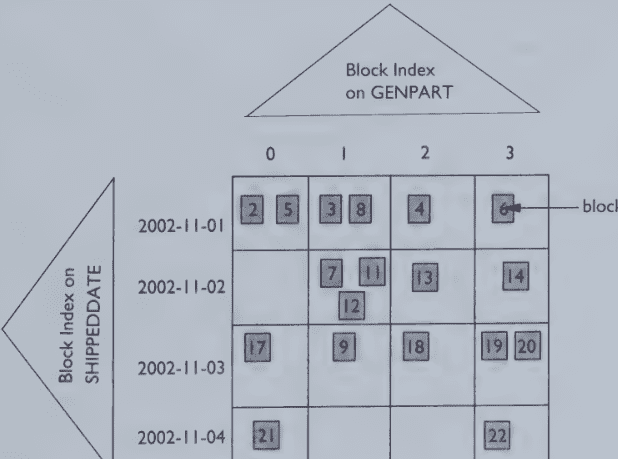 Block Index
on GENPART
0 1 2 3
2002-11-01 2 5 3 8 4 6 block
2002-11-02 7 11 12 13 14
2002-11-03 17 9 18 19 20
2002-11-04 21 22
Block Index on
SHIPPEDDATE